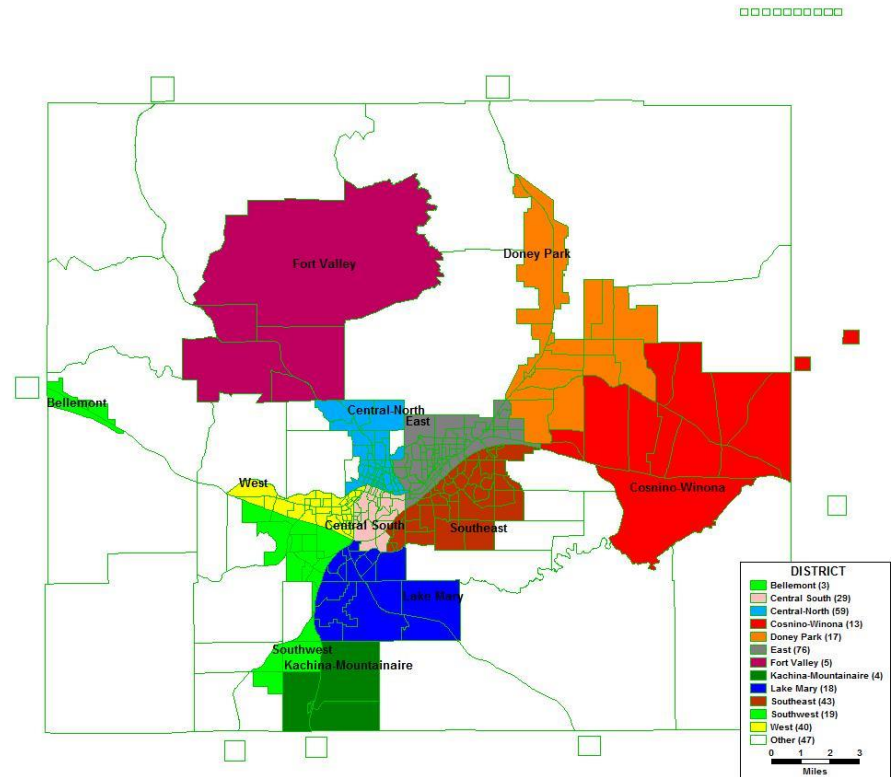 Doney Park
Fort Valley
Bellemont
Central-North
East
West
Cosnino-Winona
Central South
Southeast
Lake Mary
Southwest
Kachina-Mountainaire
DISTRICT
Bellemont (3)
Central South (29)
Central-North (59)
Cosnino-Winona (13)
Doney Park (17)
East (76)
Fort Valley (5)
Kachina-Mountainaire (4)
Lake Mary (18)
Southeast (43)
Southwest (19)
West (40)
Other (47)
0 1 2 3
Miles